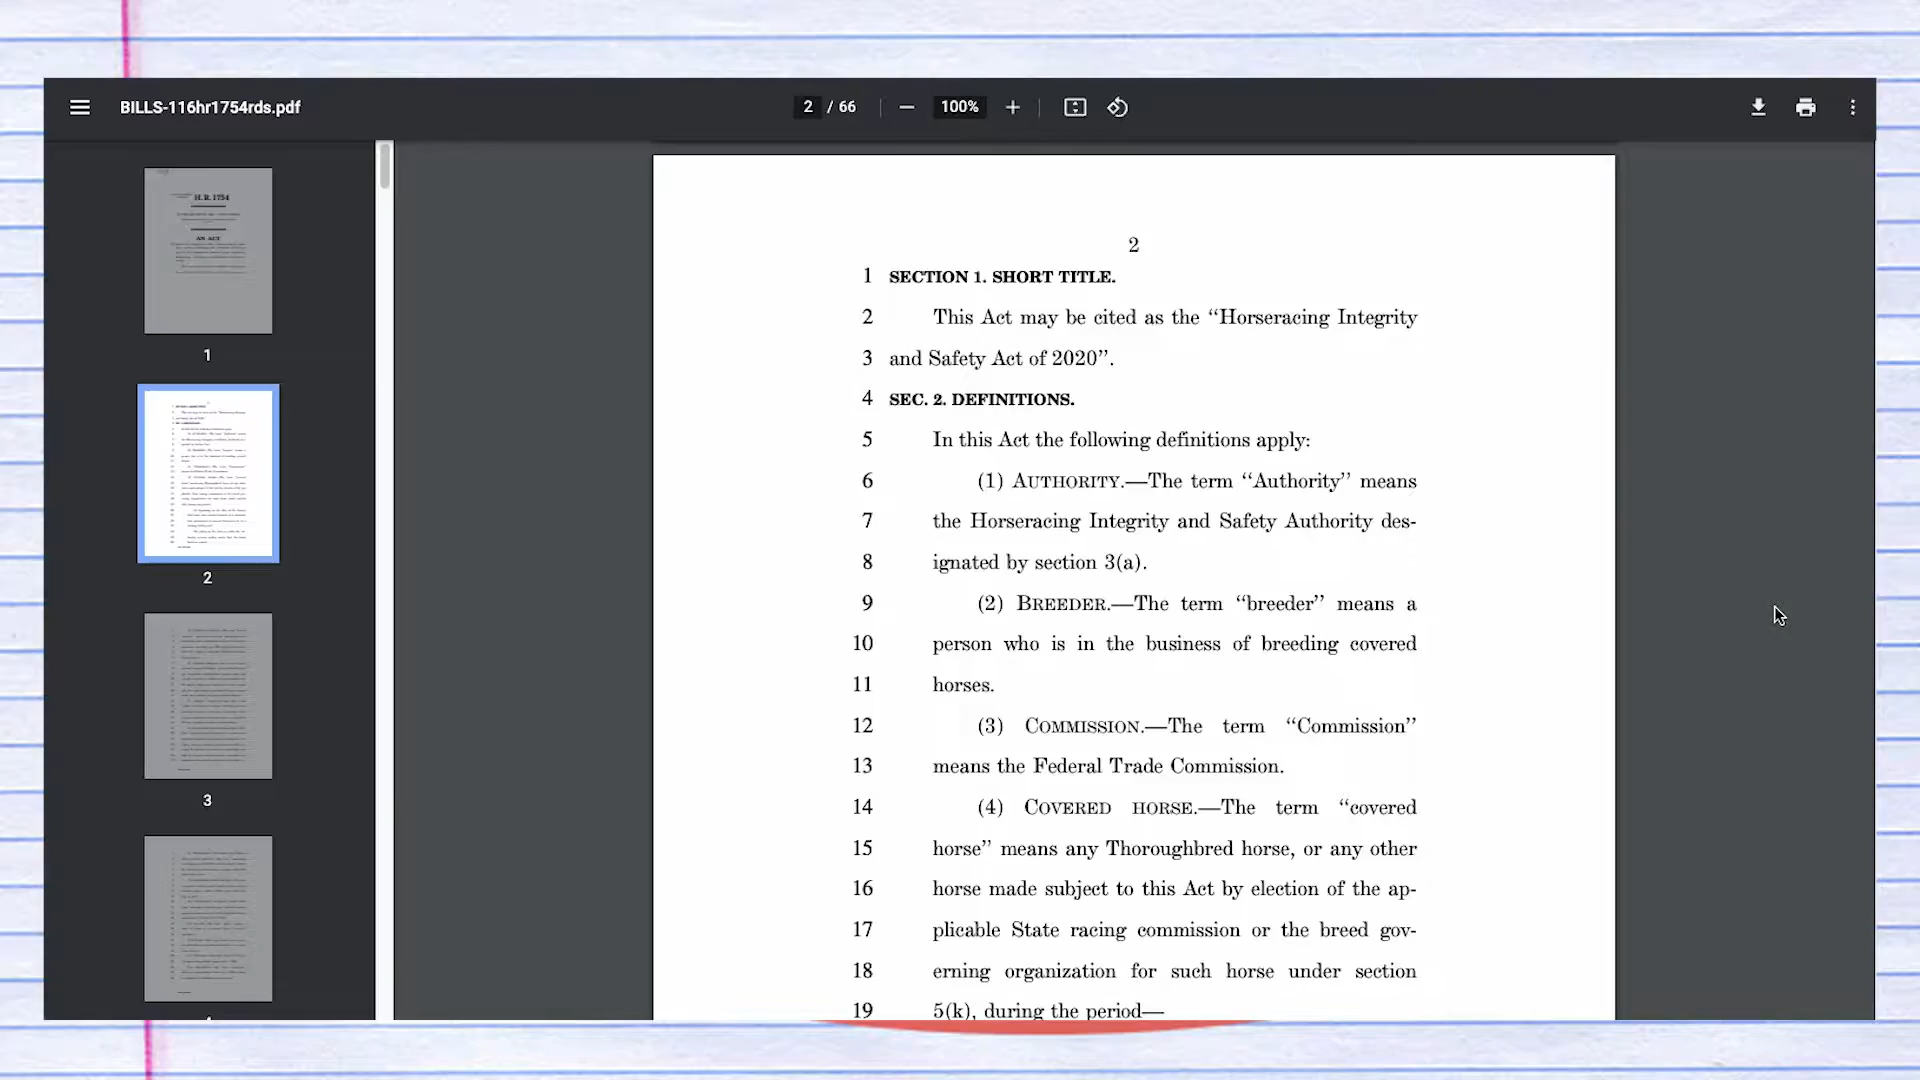 BILLS-116hr1754rds.pdf
2 / 66
100%
H. R. 1754
AN ACT
1
2
3
2
1 SECTION 1. SHORT TITLE.
2 This Act may be cited as the “Horseracing Integrity
3 and Safety Act of 2020”.
4 SEC. 2. DEFINITIONS.
5 In this Act the following definitions apply:
6 (1) AUTHORITY.—The term “Authority” means
7 the Horseracing Integrity and Safety Authority des-
8 ignated by section 3(a).
9 (2) BREEDER.—The term “breeder” means a
10 person who is in the business of breeding covered
11 horses.
12 (3) COMMISSION.—The term “Commission”
13 means the Federal Trade Commission.
14 (4) COVERED HORSE.—The term “covered
15 horse” means any Thoroughbred horse, or any other
16 horse made subject to this Act by election of the ap-
17 plicable State racing commission or the breed gov-
18 erning organization for such horse under section
19 5(k), during the period—